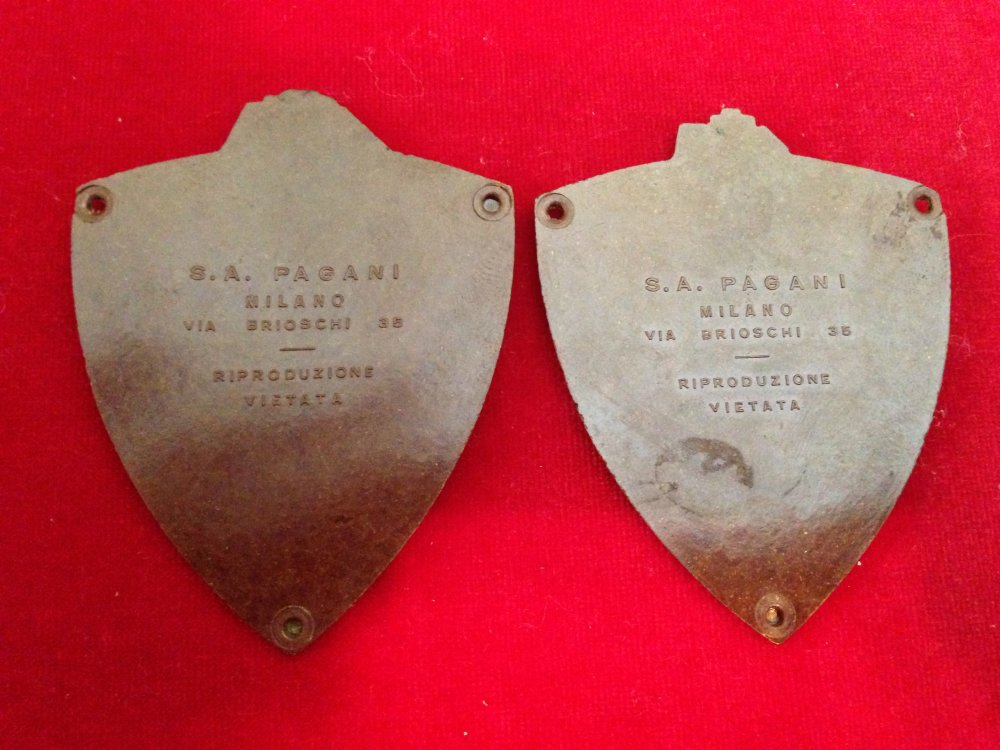 S.A. PAGANI
MILANO
VIA BRIOSCHI 35
RIPRODUZIONE
VIETATA
S.A. PAGANI
MILANO
VIA BRIOSCHI 35
RIPRODUZIONE
VIETATA